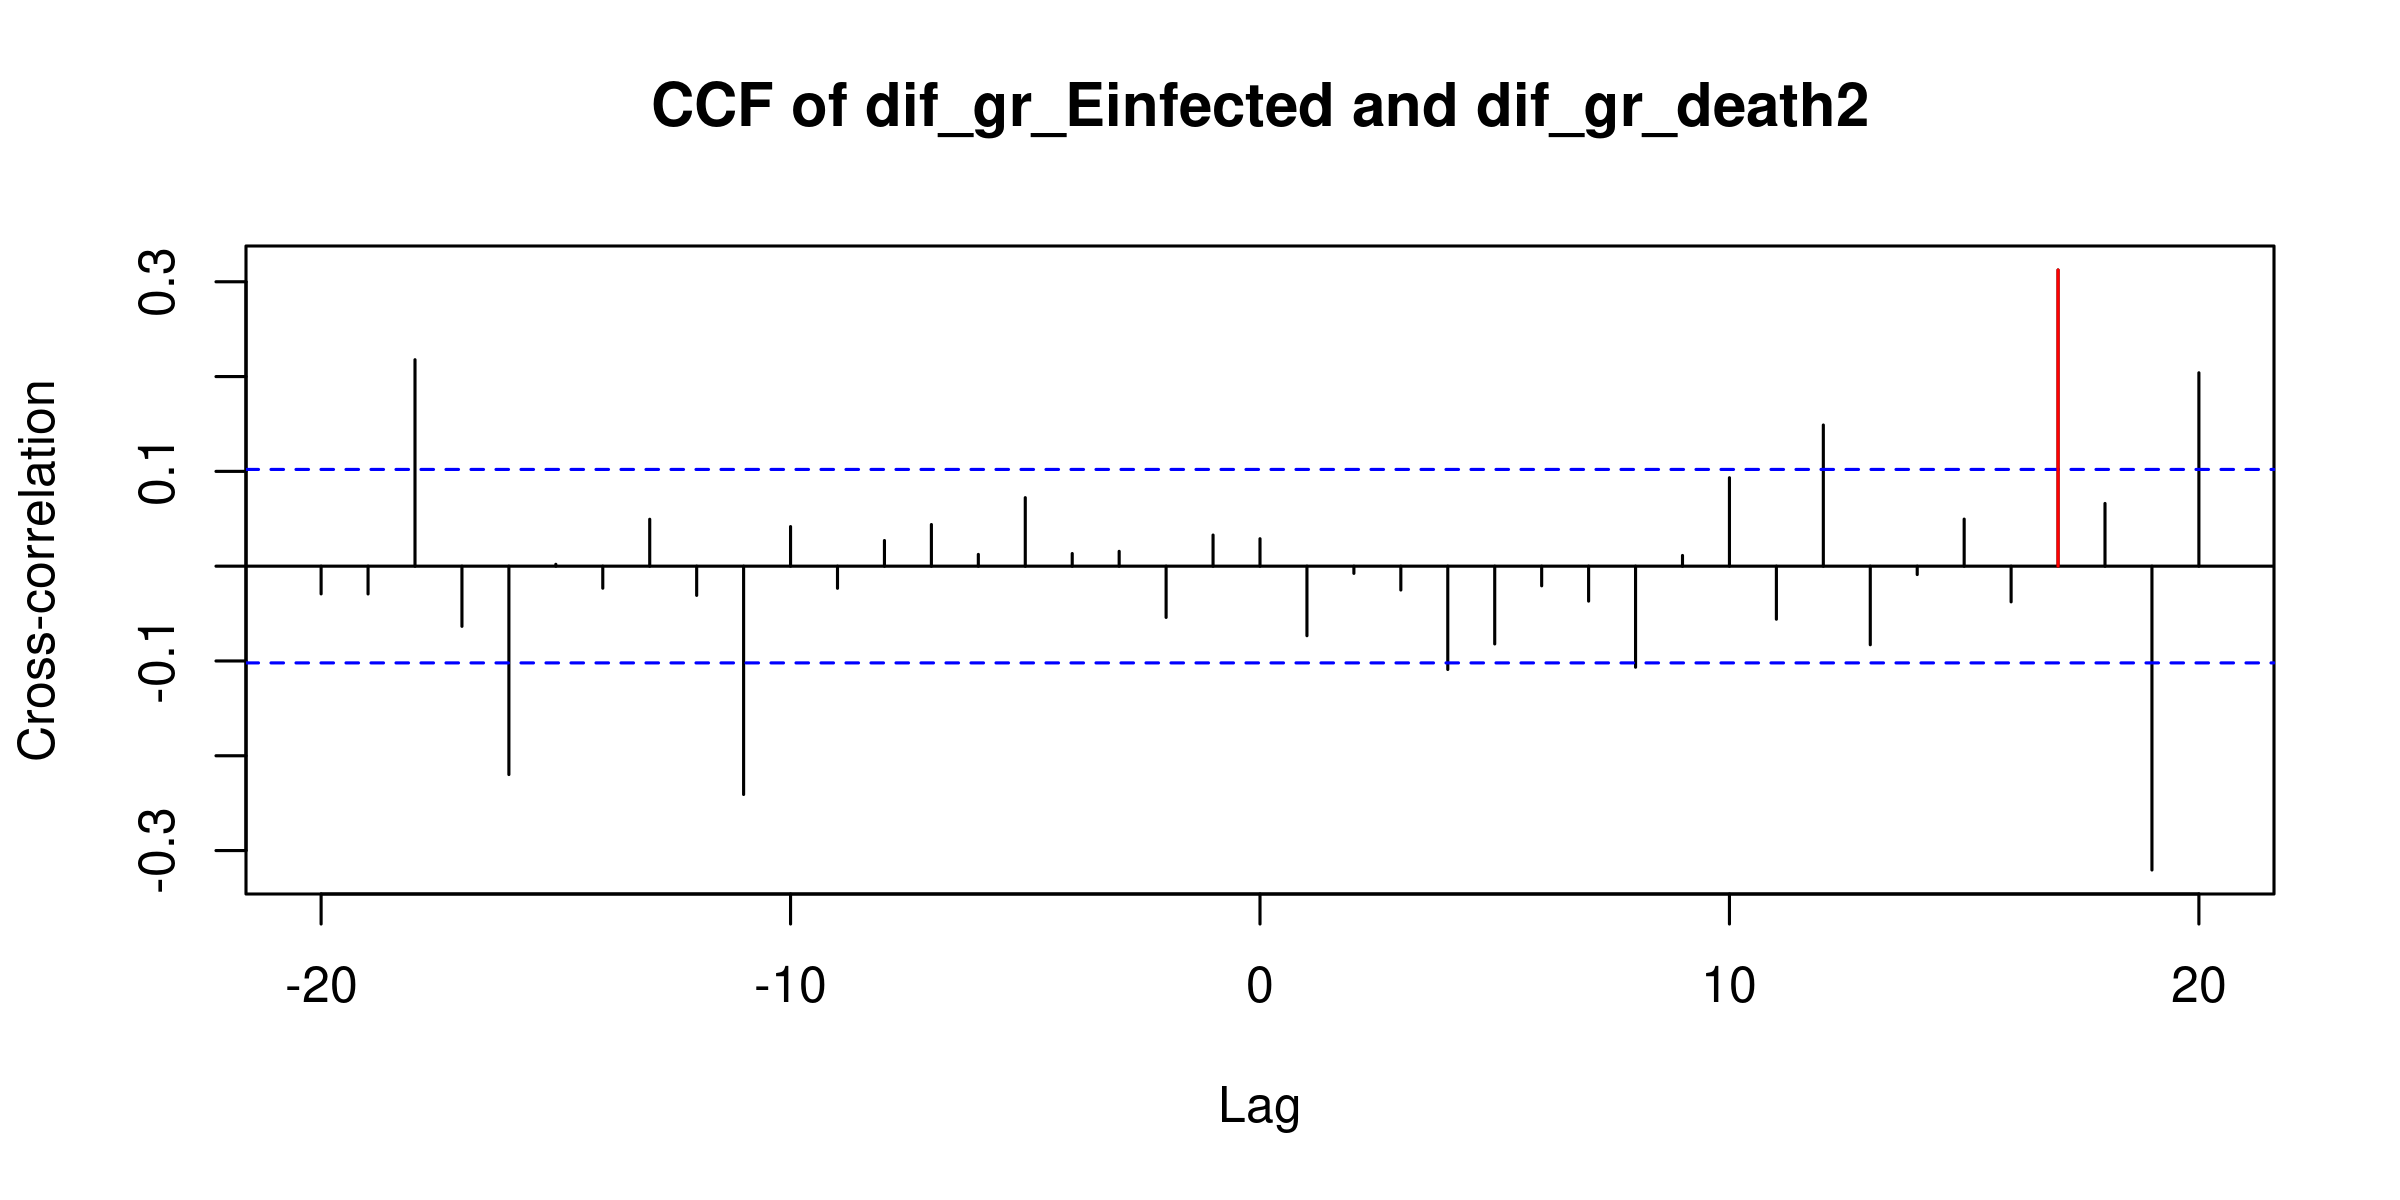 CCF of dif_gr_Einfected and dif_gr_death2
Cross-correlation
0.3
0.1
-0.1
-0.3
-20 -10 0 10 20
Lag